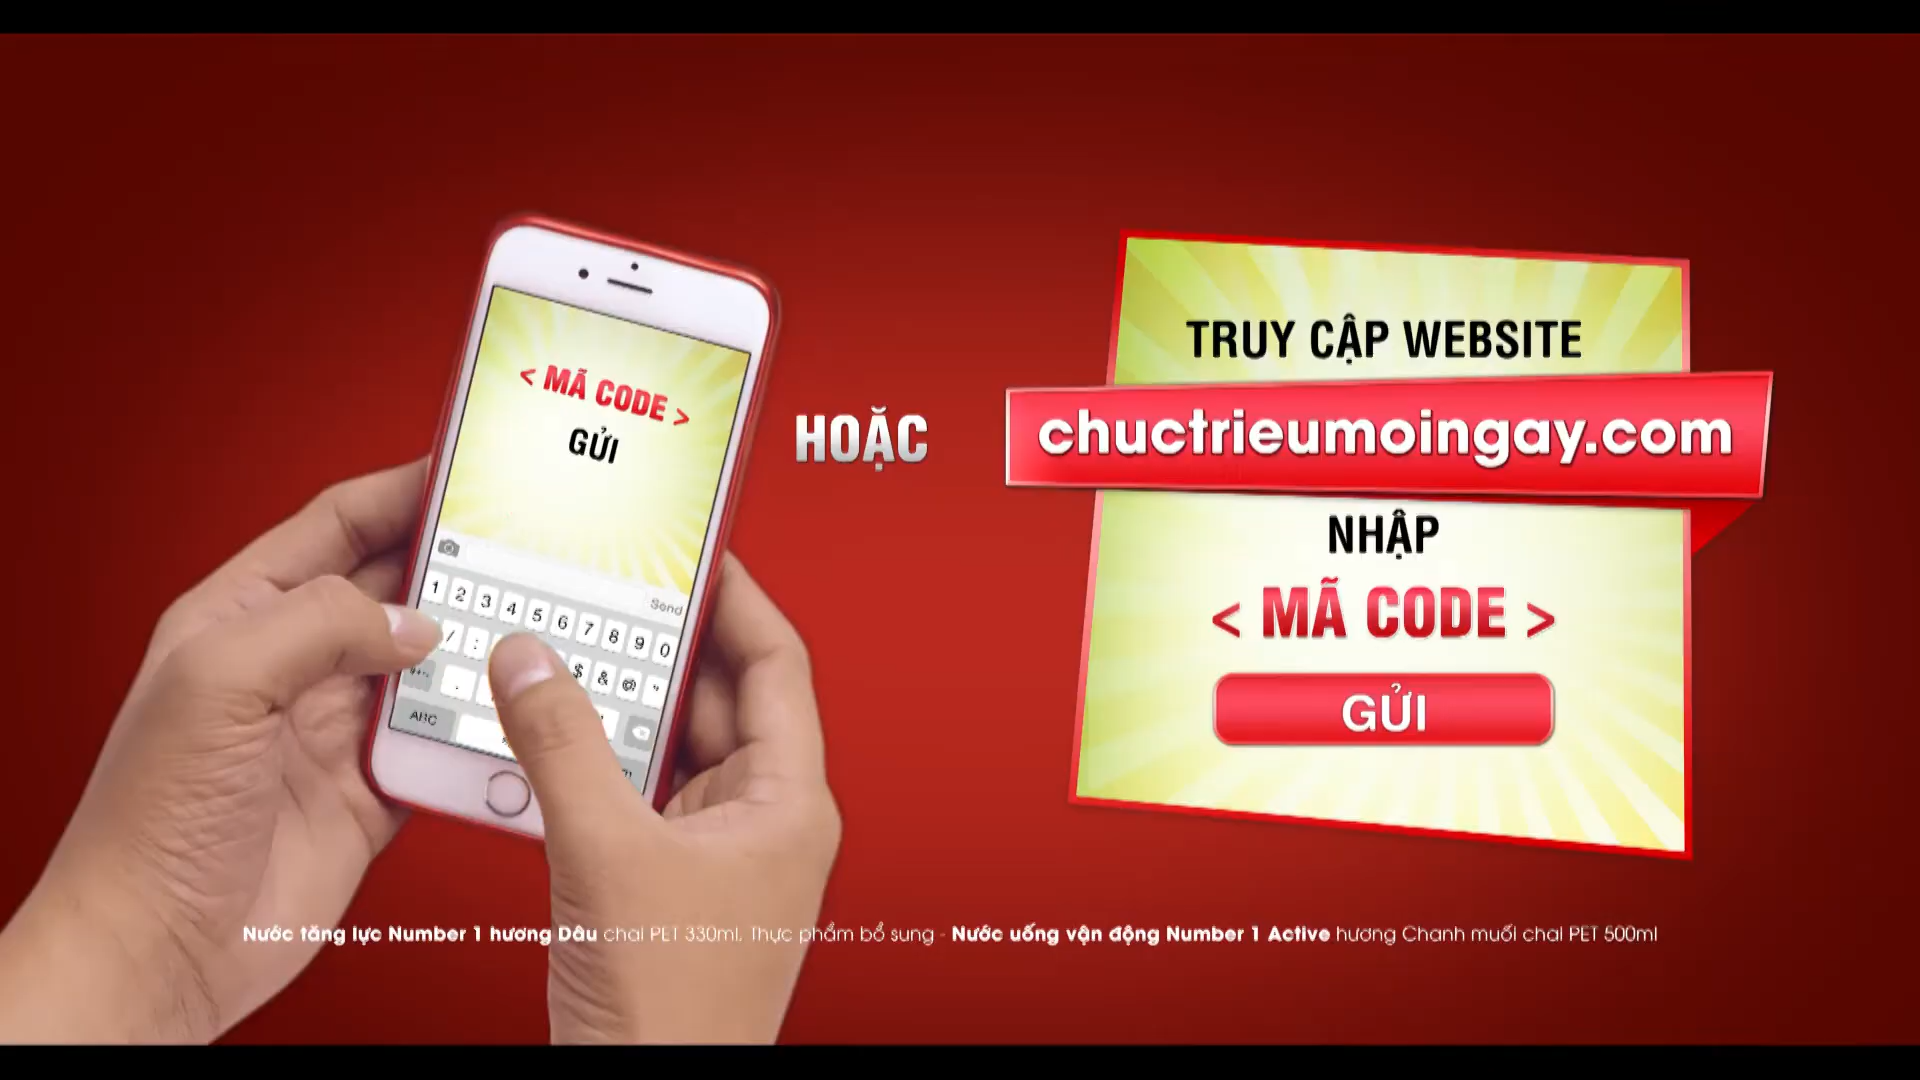 < MÃ CODE >
GỬI
Send
1 2 3 4 5 6 7 8 9 0
/ :
$ & @ "
ABC
HOẶC
TRUY CẬP WEBSITE
chuctrieumoingay.com
NHẬP
< MÃ CODE >
GỬI
Nước tăng lực Number 1 hương Dâu chai PET 330ml. Thực phẩm bổ sung - Nước uống vận động Number 1 Active hương Chanh muối chai PET 500ml